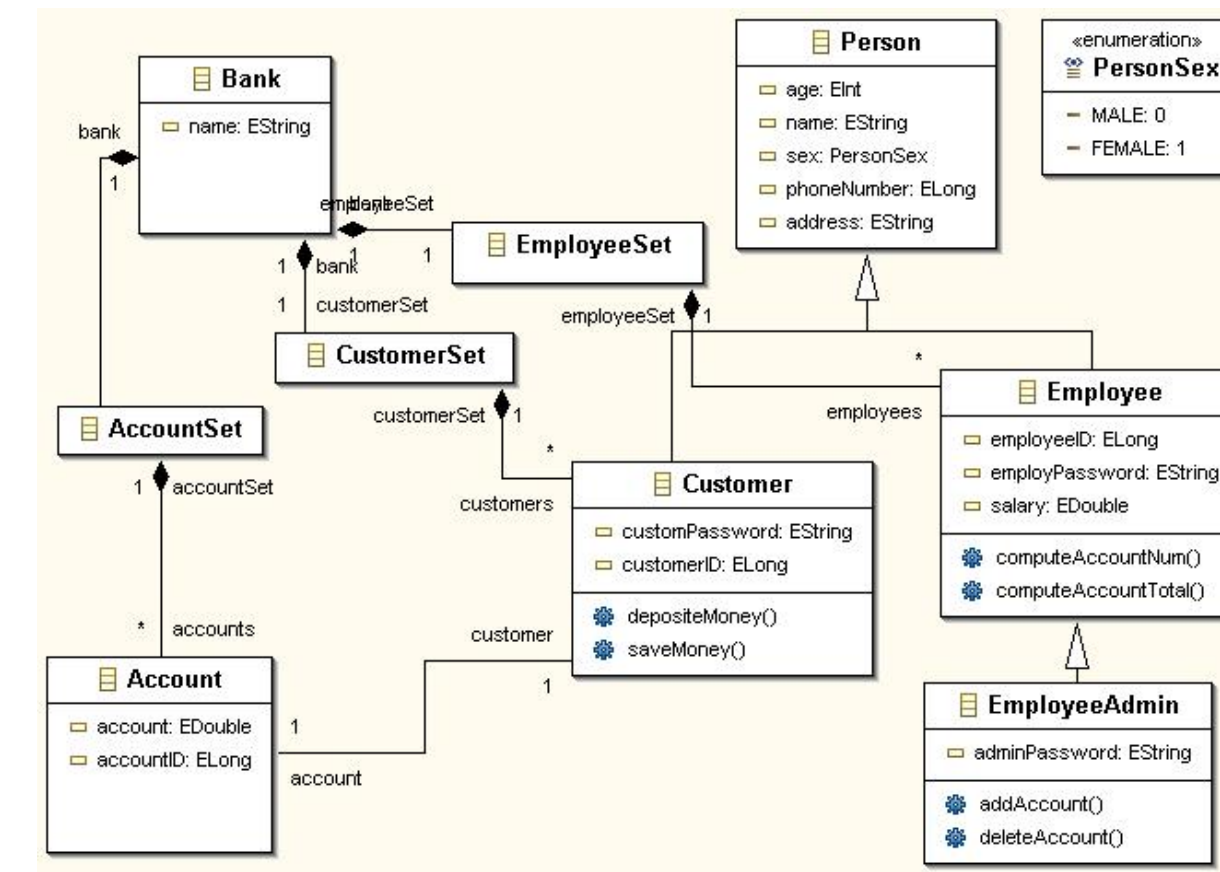 Bank
name: EString
bank
1
employeeSet
bank
1
1
EmployeeSet
1
bank
1
customerSet
CustomerSet
employeeSet
1
customerSet
1
*
customers
AccountSet
1
accountSet
*
accounts
Account
account: EDouble
accountID: ELong
1
account
customer
1
Customer
customPassword: EString
customerID: ELong
depositeMoney()
saveMoney()
Person
age: EInt
name: EString
sex: PersonSex
phoneNumber: ELong
address: EString
«enumeration»
PersonSex
MALE: 0
FEMALE: 1
*
employees
Employee
employeeID: ELong
employPassword: EString
salary: EDouble
computeAccountNum()
computeAccountTotal()
EmployeeAdmin
adminPassword: EString
addAccount()
deleteAccount()